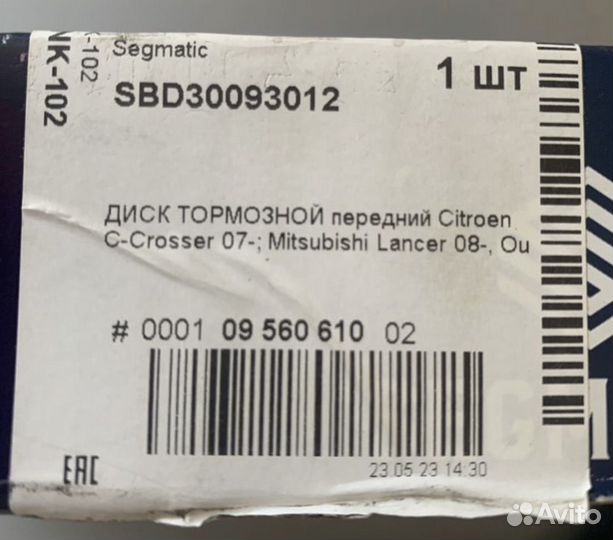 NK-102
K-102
Segmatic
1 шт
SBD30093012
ДИСК ТОРМОЗНОЙ передний Citroen
C-Crosser 07-; Mitsubishi Lancer 08-, Ou
# 0001 09 560 610 02
EAC
23.05.23 14:30
GM
Avito